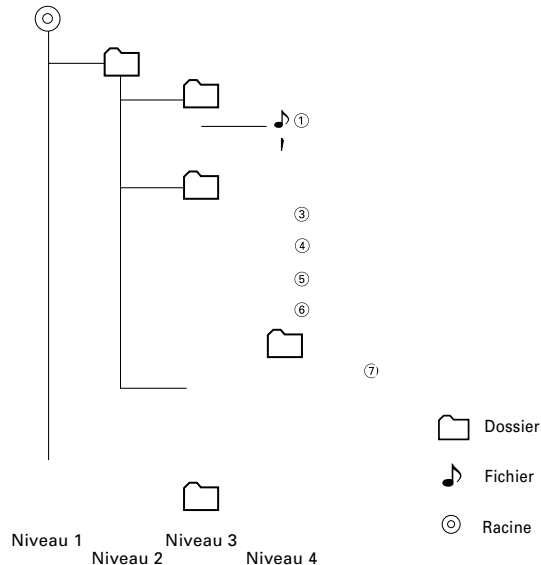 ①
③
④
⑤
⑥
⑦
Dossier
Fichier
Racine
Niveau 1
Niveau 3
Niveau 2
Niveau 4